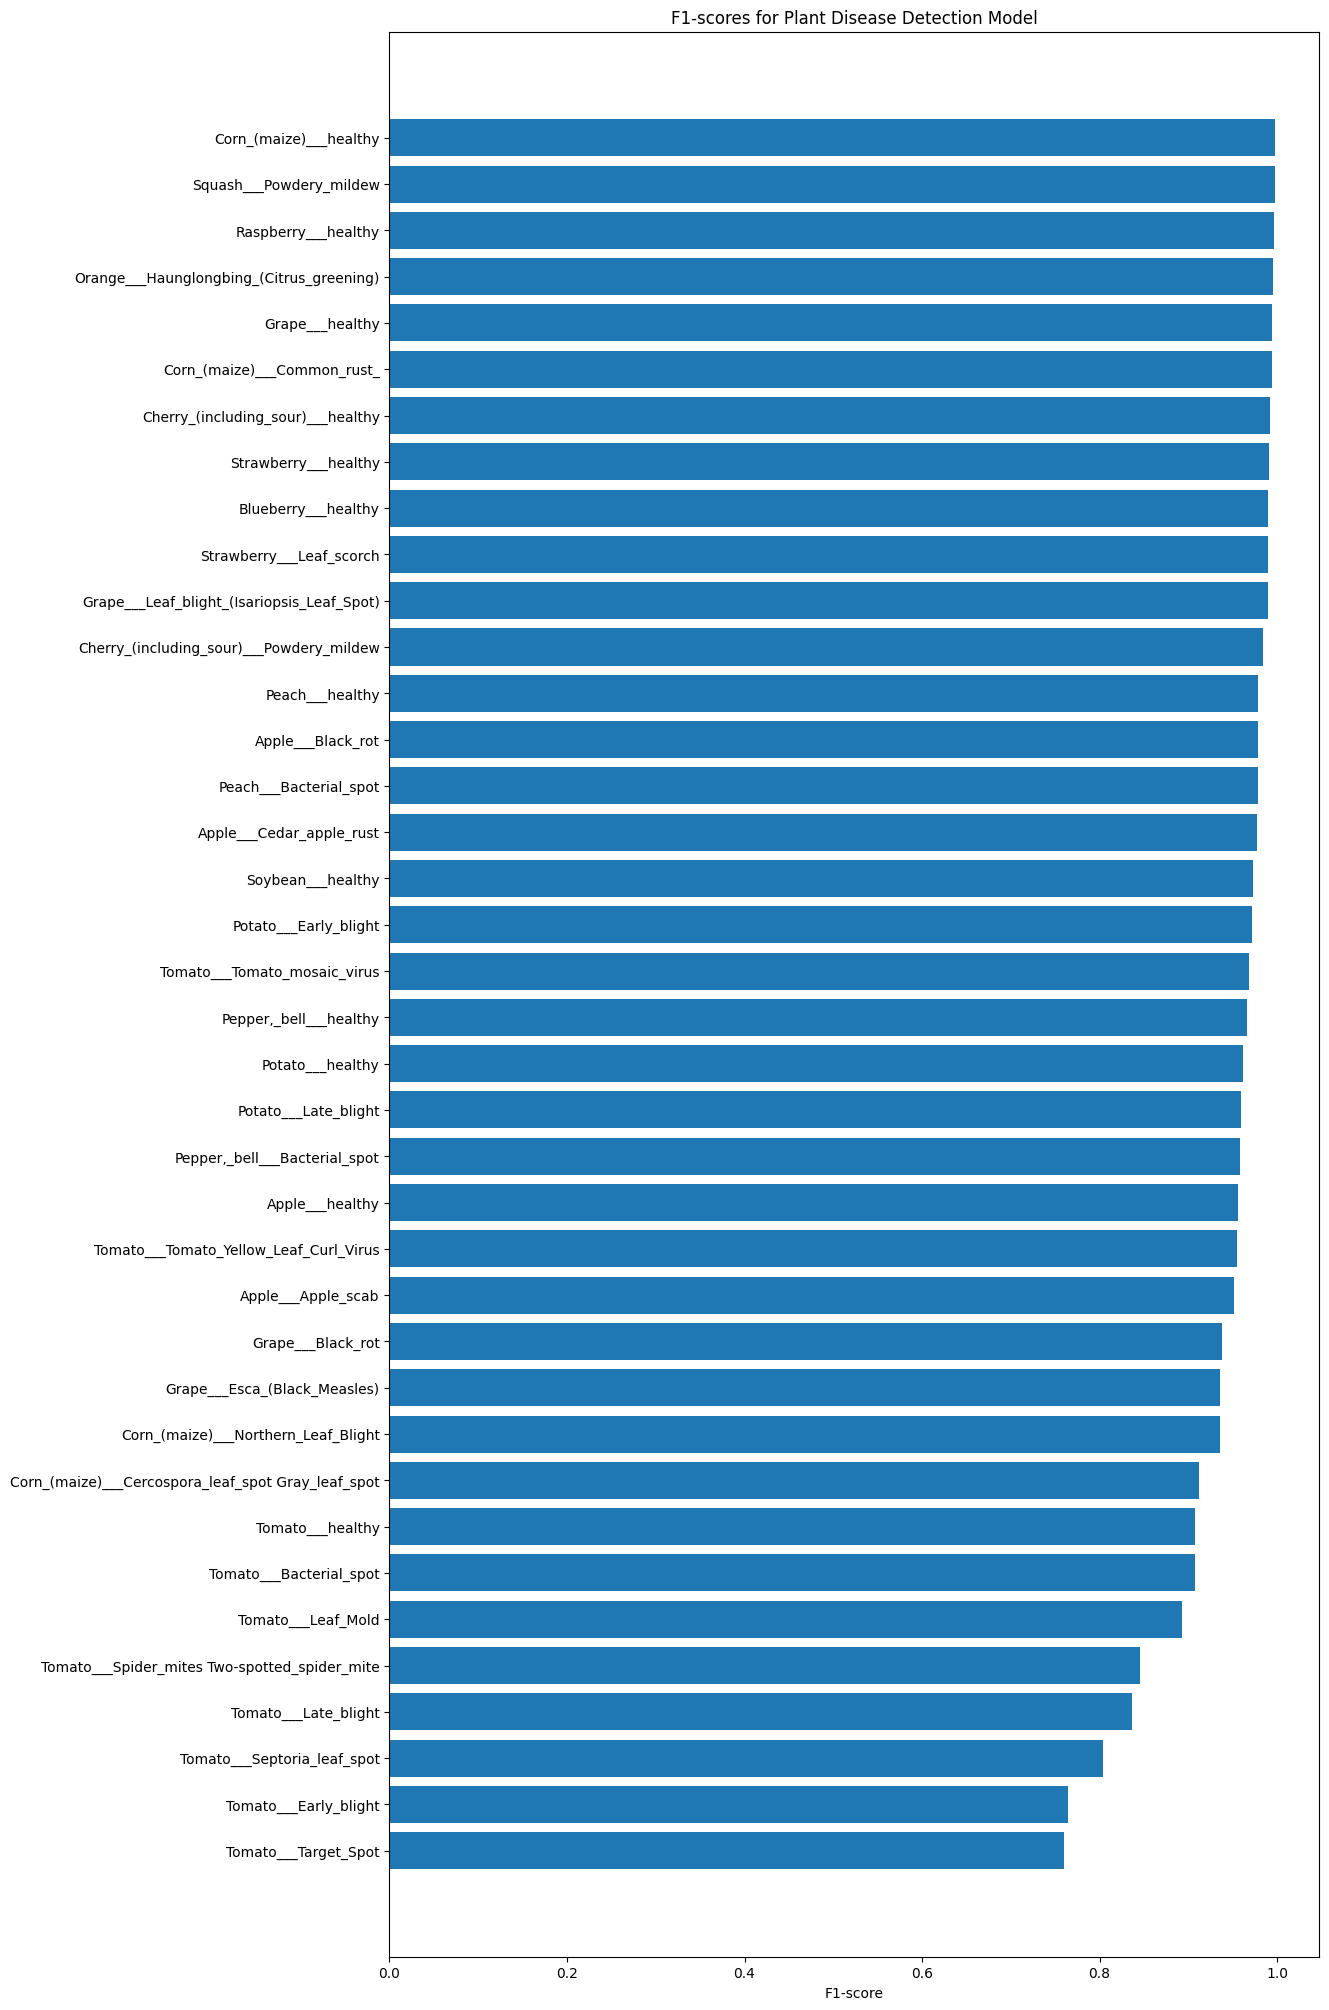 F1-scores for Plant Disease Detection Model
Corn_(maize)___healthy
Squash___Powdery_mildew
Raspberry___healthy
Orange___Haunglongbing_(Citrus_greening)
Grape___healthy
Corn_(maize)___Common_rust_
Cherry_(including_sour)___healthy
Strawberry___healthy
Blueberry___healthy
Strawberry___Leaf_scorch
Grape___Leaf_blight_(Isariopsis_Leaf_Spot)
Cherry_(including_sour)___Powdery_mildew
Peach___healthy
Apple___Black_rot
Peach___Bacterial_spot
Apple___Cedar_apple_rust
Soybean___healthy
Potato___Early_blight
Tomato___Tomato_mosaic_virus
Pepper,_bell___healthy
Potato___healthy
Potato___Late_blight
Pepper,_bell___Bacterial_spot
Apple___healthy
Tomato___Tomato_Yellow_Leaf_Curl_Virus
Apple___Apple_scab
Grape___Black_rot
Grape___Esca_(Black_Measles)
Corn_(maize)___Northern_Leaf_Blight
Corn_(maize)___Cercospora_leaf_spot Gray_leaf_spot
Tomato___healthy
Tomato___Bacterial_spot
Tomato___Leaf_Mold
Tomato___Spider_mites Two-spotted_spider_mite
Tomato___Late_blight
Tomato___Septoria_leaf_spot
Tomato___Early_blight
Tomato___Target_Spot
0.0 0.2 0.4 0.6 0.8 1.0
F1-score